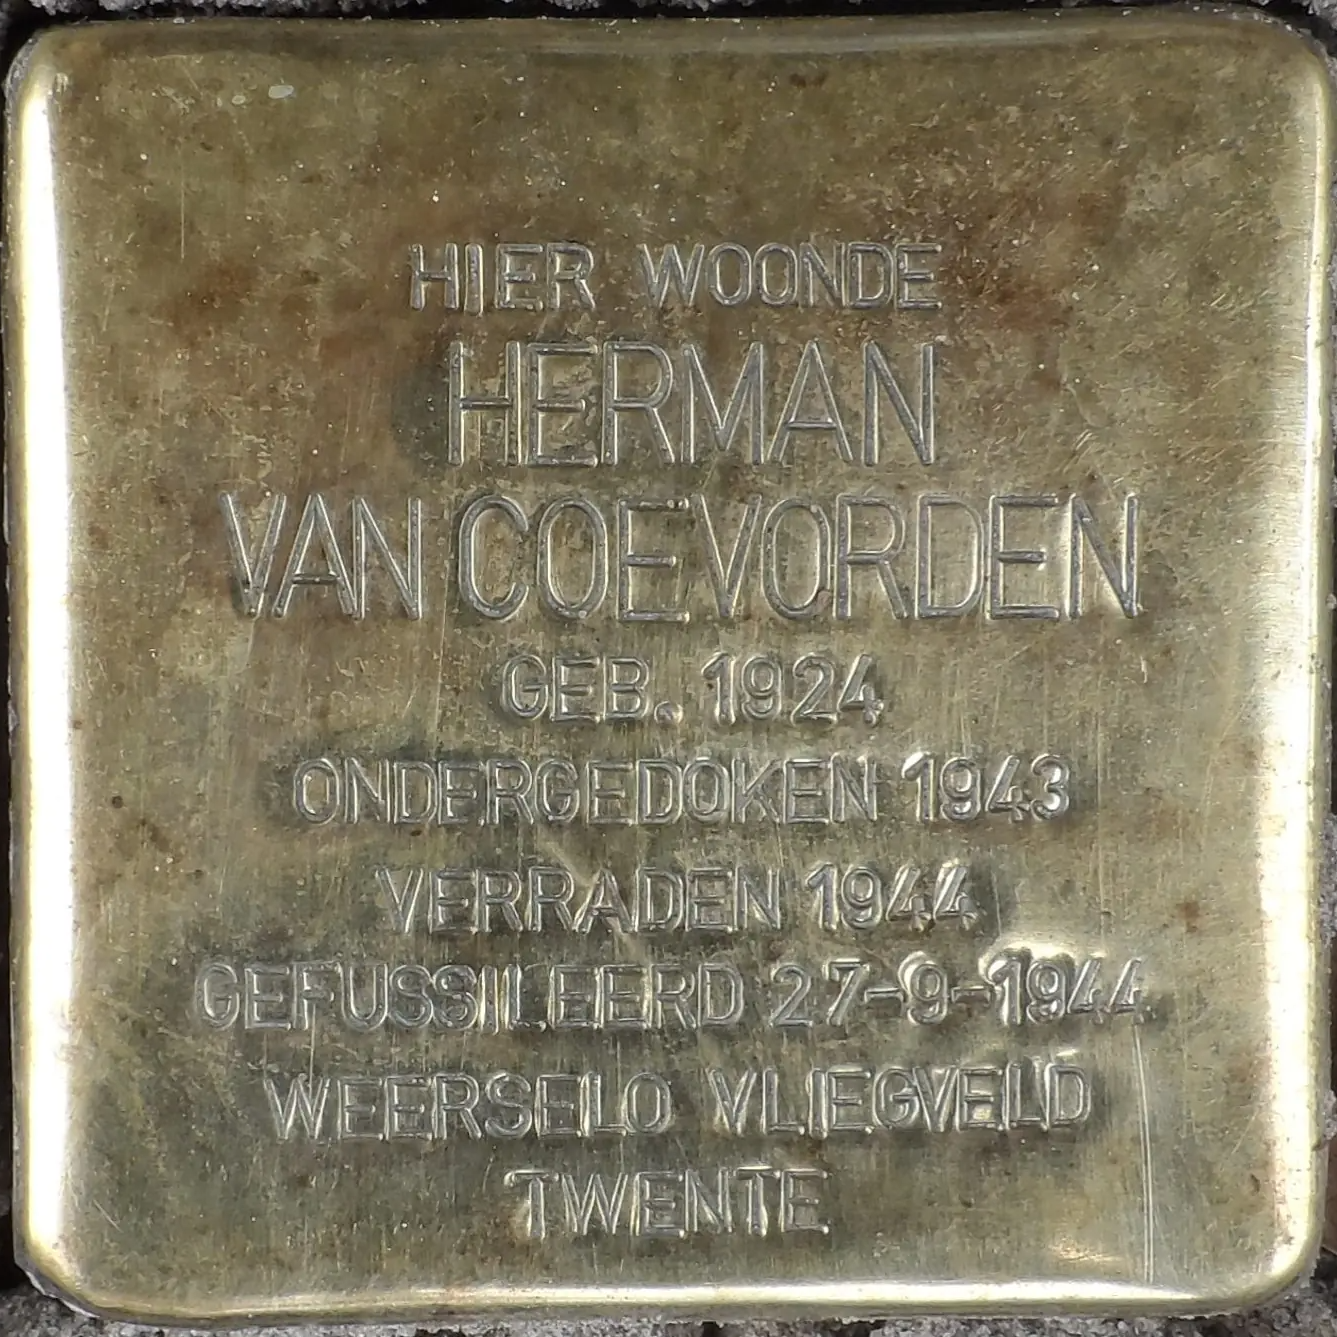 HIER WOONDE
HERMAN
VAN COEVORDEN
GEB. 1924
ONDERGEDOKEN 1943
VERRADEN 1944
GEFUSSILEERD 27-9-1944
WEERSELO VLIEGVELD
TWENTE